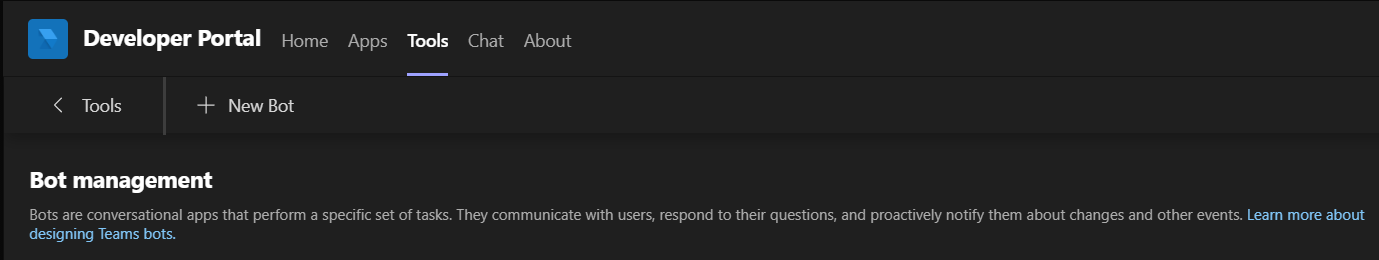 Developer Portal Home Apps Tools Chat About
Tools New Bot
Bot management
Bots are conversational apps that perform a specific set of tasks. They communicate with users, respond to their questions, and proactively notify them about changes and other events. Learn more about
designing Teams bots.